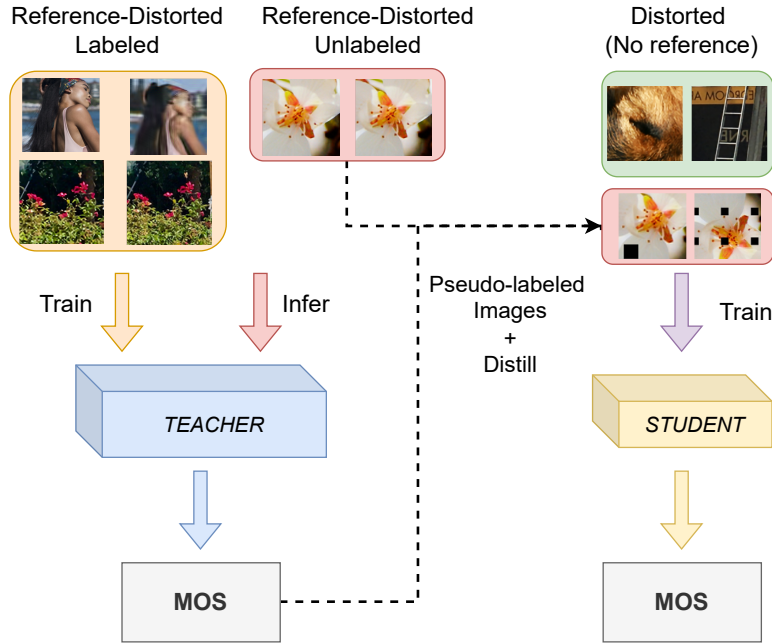 Reference-Distorted
Labeled
Reference-Distorted
Unlabeled
Distorted
(No reference)
Train
Infer
Pseudo-labeled
Images
+
Distill
Train
TEACHER
STUDENT
MOS
MOS